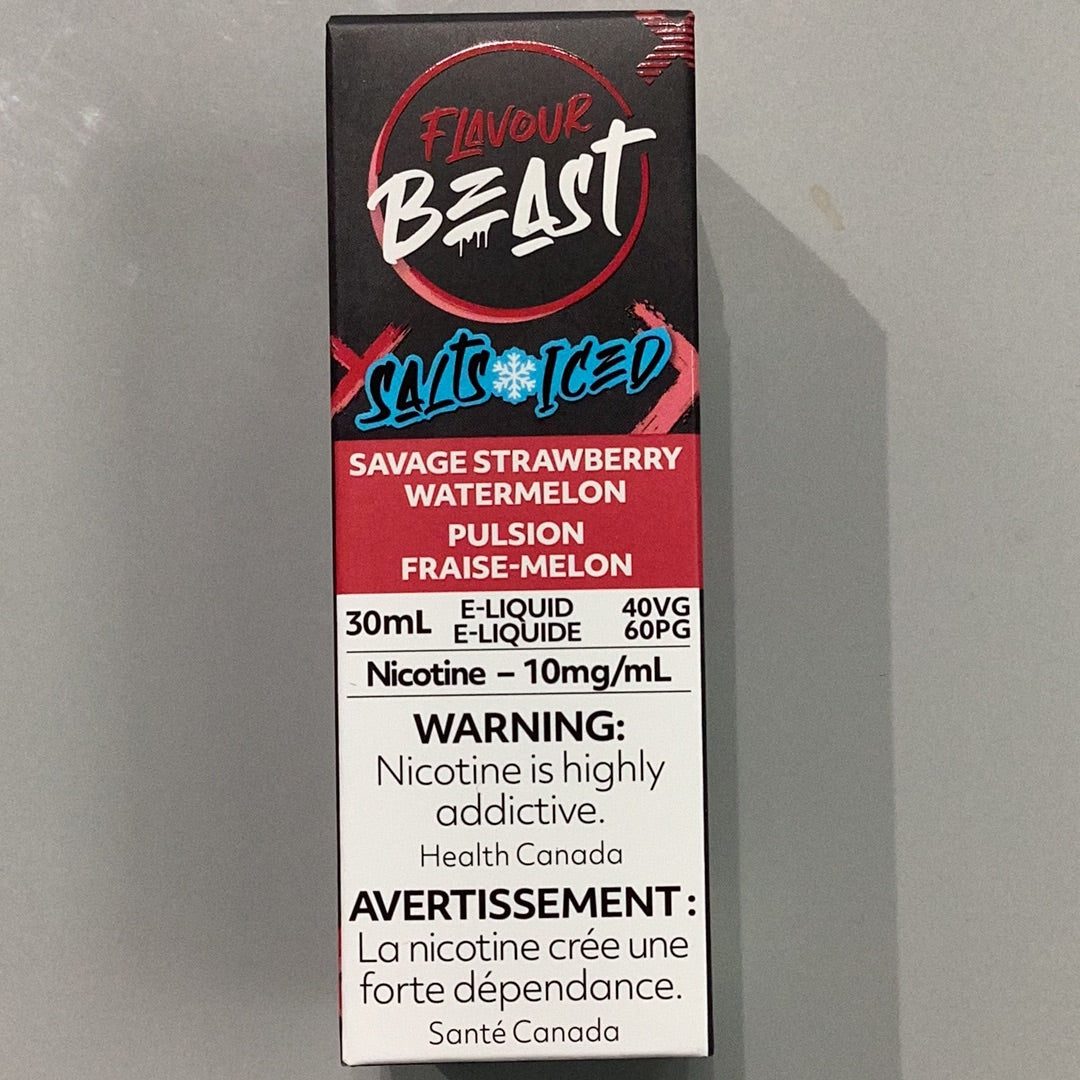 FLAVOUR
BEAST
SALTS ICED
SAVAGE STRAWBERRY
WATERMELON
PULSION
FRAISE-MELON
30mL E-LIQUID 40VG
E-LIQUIDE 60PG
Nicotine – 10mg/mL
WARNING:
Nicotine is highly
addictive.
Health Canada
AVERTISSEMENT :
La nicotine crée une
forte dépendance.
Santé Canada